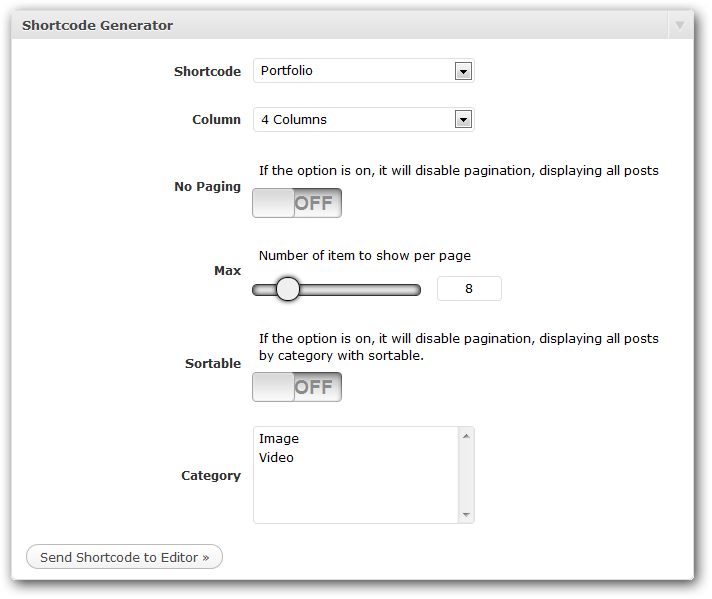 Shortcode Generator
Shortcode
Portfolio
Column
4 Columns
If the option is on, it will disable pagination, displaying all posts
No Paging
OFF
Number of item to show per page
Max
8
If the option is on, it will disable pagination, displaying all posts
by category with sortable.
Sortable
OFF
Image
Video
Category
Send Shortcode to Editor »